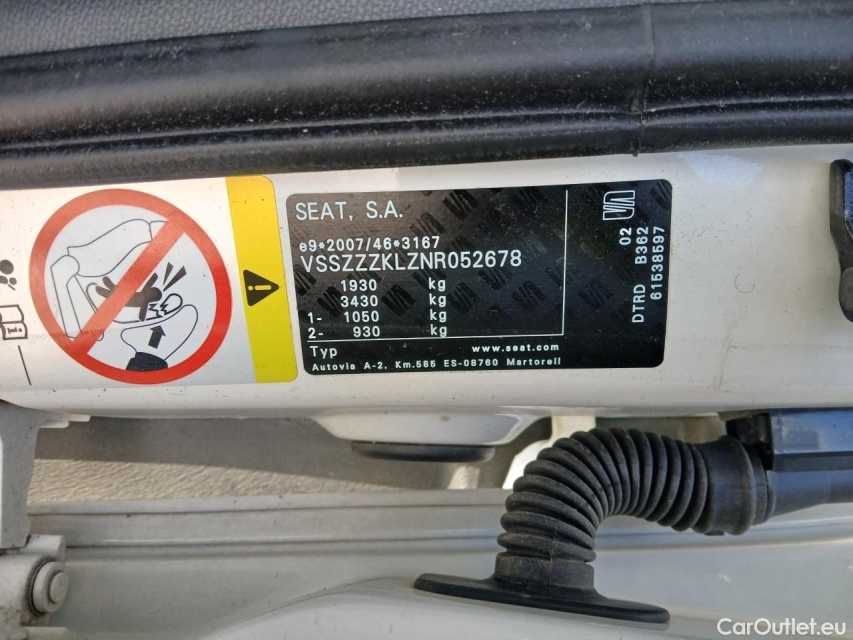 SEAT, S.A.
e9*2007/46*3167
VSSZZZKLZNR052678
1930 kg
3430 kg
1- 1050 kg
2- 930 kg
Typ www.seat.com
Autovia A-2, Km.585 ES-08760 Martorell
02
DTRD B362
61538597
CarOutlet.eu